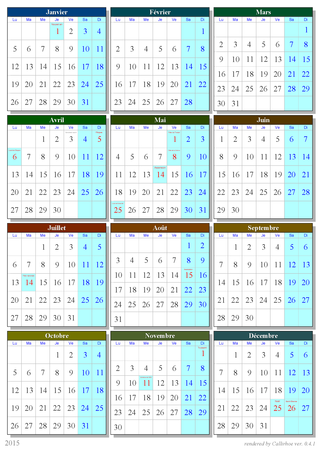 Janvier
Lu Ma Me Je Ve Sa Di
1 2 3 4
5 6 7 8 9 10 11
12 13 14 15 16 17 18
19 20 21 22 23 24 25
26 27 28 29 30 31
Février
Lu Ma Me Je Ve Sa Di
1
2 3 4 5 6 7 8
9 10 11 12 13 14 15
16 17 18 19 20 21 22
23 24 25 26 27 28
Mars
Lu Ma Me Je Ve Sa Di
1
2 3 4 5 6 7 8
9 10 11 12 13 14 15
16 17 18 19 20 21 22
23 24 25 26 27 28 29
30 31
Avril
Lu Ma Me Je Ve Sa Di
1 2 3 4 5
6 7 8 9 10 11 12
13 14 15 16 17 18 19
20 21 22 23 24 25 26
27 28 29 30
Mai
Lu Ma Me Je Ve Sa Di
1 2 3
4 5 6 7 8 9 10
11 12 13 14 15 16 17
18 19 20 21 22 23 24
25 26 27 28 29 30 31
Juin
Lu Ma Me Je Ve Sa Di
1 2 3 4 5 6 7
8 9 10 11 12 13 14
15 16 17 18 19 20 21
22 23 24 25 26 27 28
29 30
Juillet
Lu Ma Me Je Ve Sa Di
1 2 3 4 5
6 7 8 9 10 11 12
13 14 15 16 17 18 19
20 21 22 23 24 25 26
27 28 29 30 31
Août
Lu Ma Me Je Ve Sa Di
1 2
3 4 5 6 7 8 9
10 11 12 13 14 15 16
17 18 19 20 21 22 23
24 25 26 27 28 29 30
31
Septembre
Lu Ma Me Je Ve Sa Di
1 2 3 4 5 6
7 8 9 10 11 12 13
14 15 16 17 18 19 20
21 22 23 24 25 26 27
28 29 30
Octobre
Lu Ma Me Je Ve Sa Di
1 2 3 4
5 6 7 8 9 10 11
12 13 14 15 16 17 18
19 20 21 22 23 24 25
26 27 28 29 30 31
Novembre
Lu Ma Me Je Ve Sa Di
1
2 3 4 5 6 7 8
9 10 11 12 13 14 15
16 17 18 19 20 21 22
23 24 25 26 27 28 29
30
Décembre
Lu Ma Me Je Ve Sa Di
1 2 3 4 5 6
7 8 9 10 11 12 13
14 15 16 17 18 19 20
21 22 23 24 25 26 27
28 29 30 31
2015
rendered by Callirhoe ver. 0.4.1